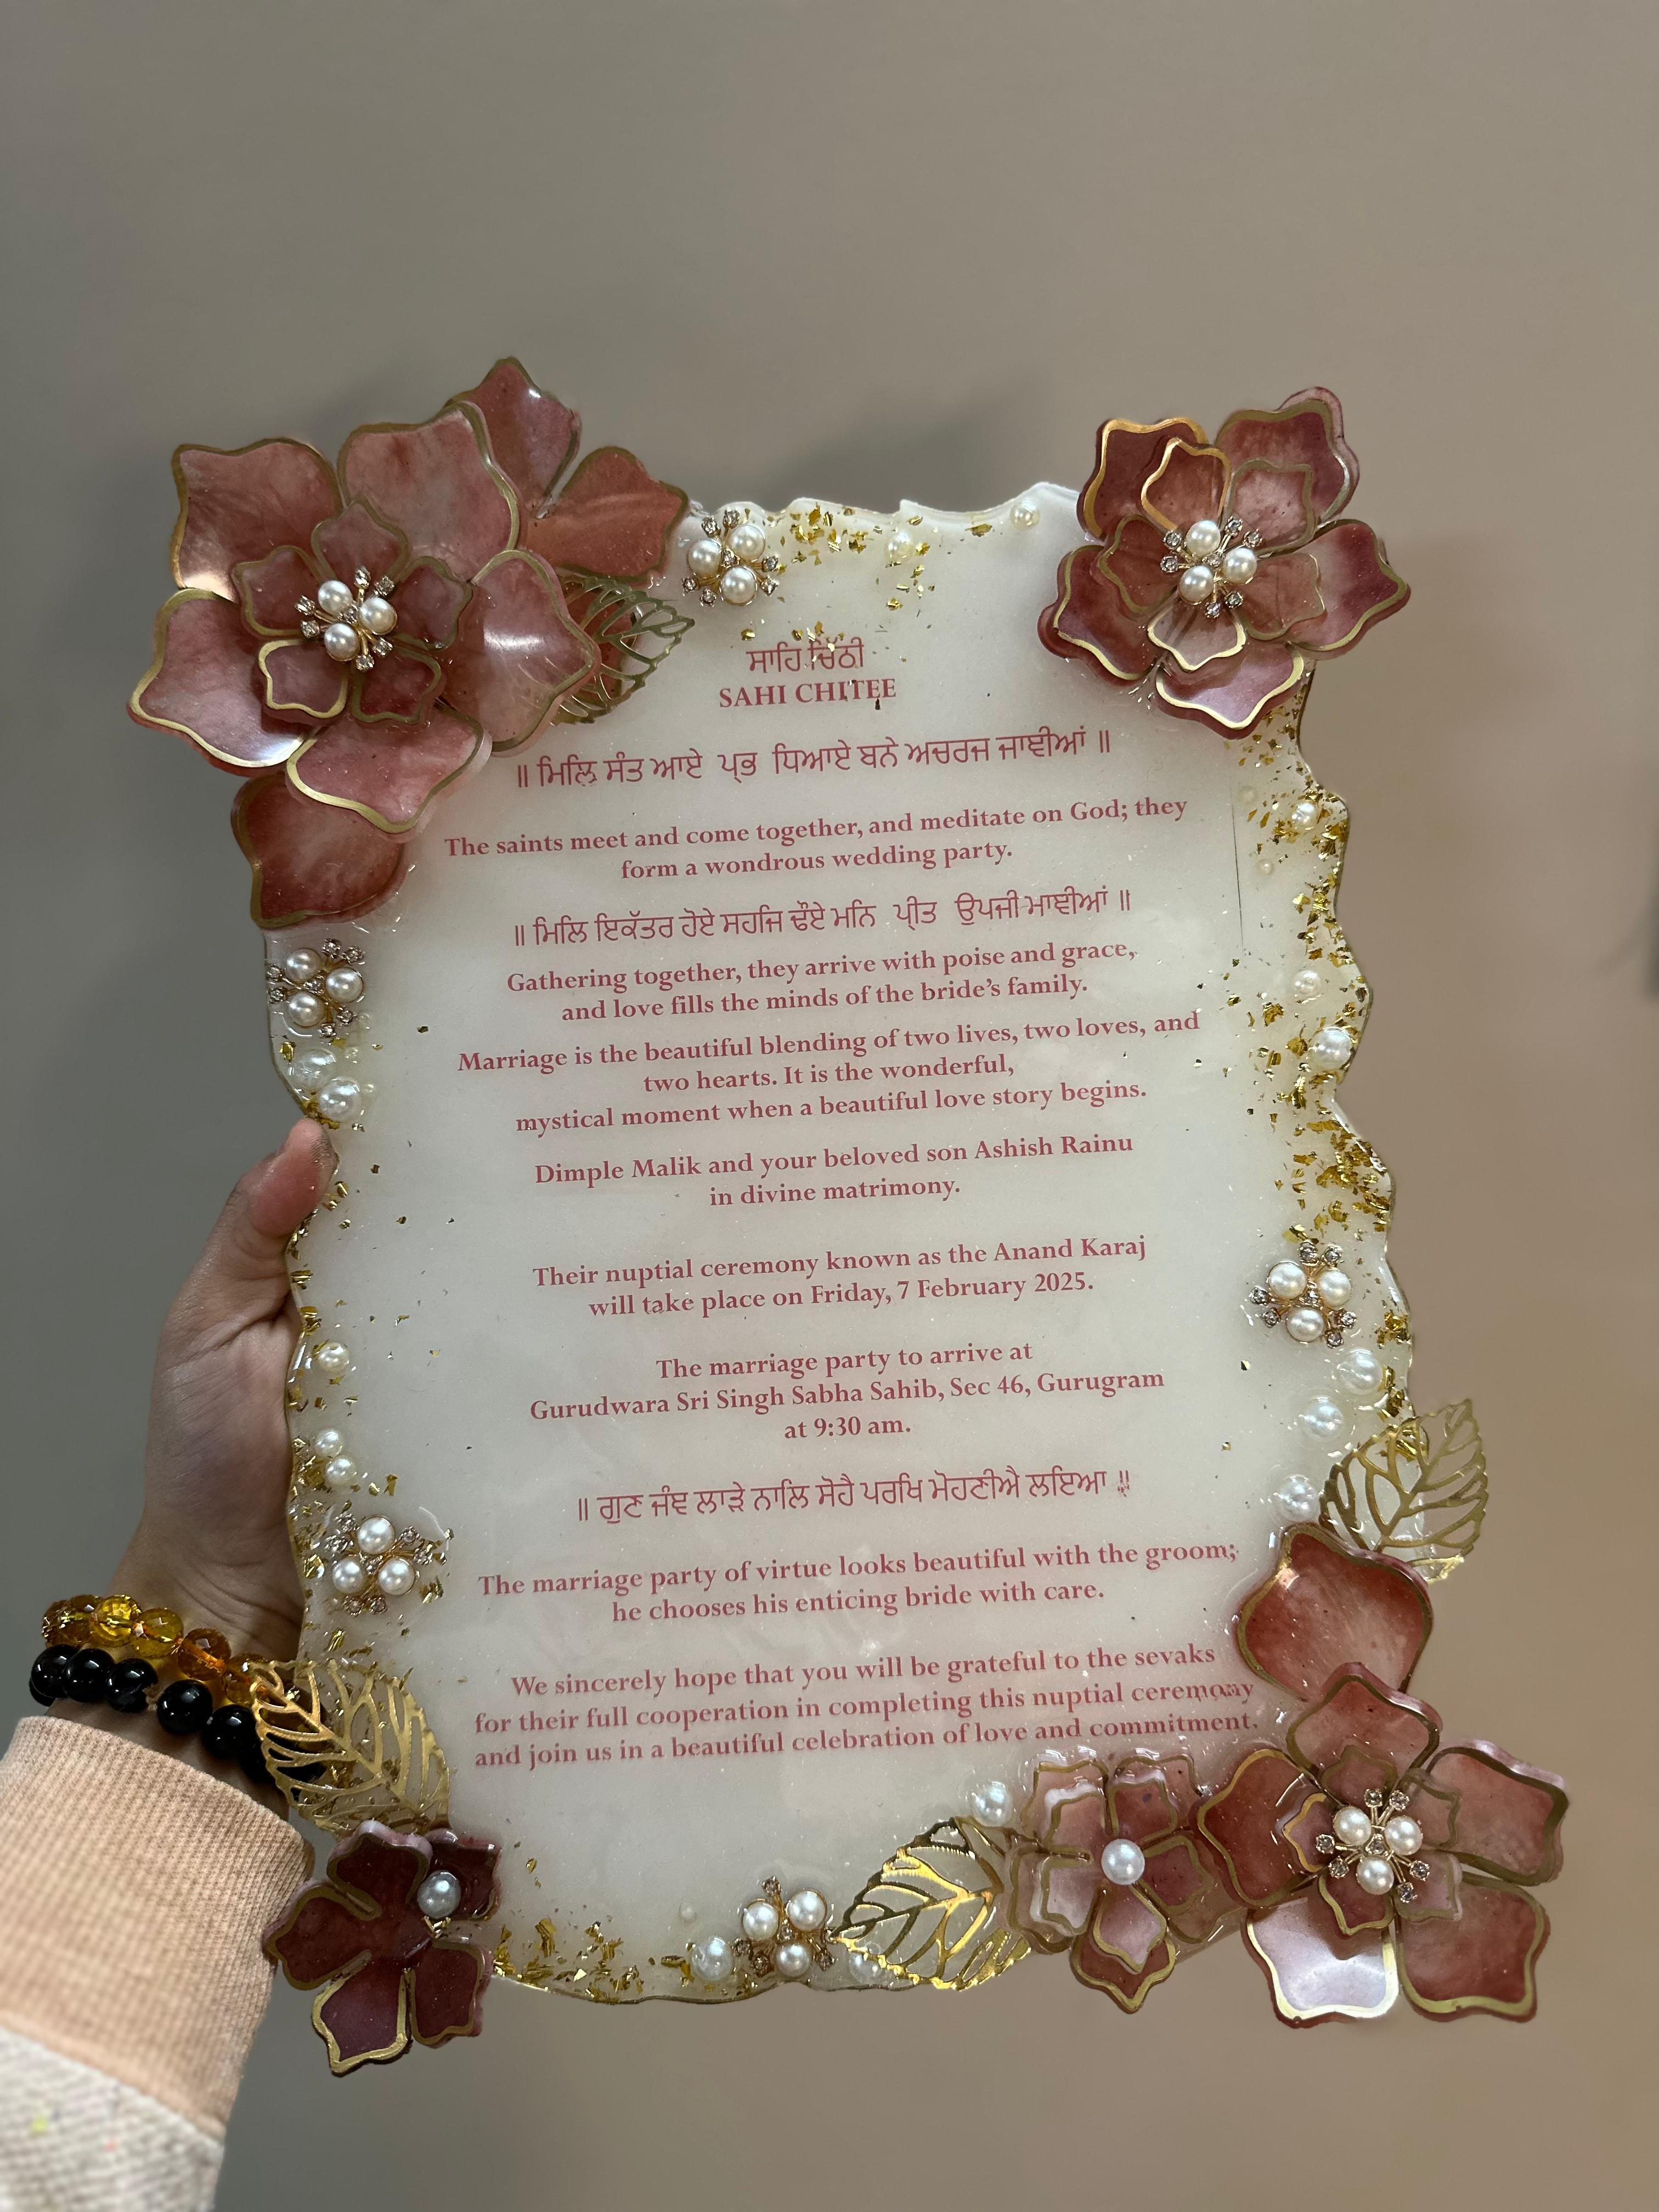 ਸਾਹਿ ਚਿੱਠੀ
SAHI CHITEE
॥ ਮਿਲਿ ਸੰਤ ਆਏ ਪ੍ਰਭ ਧਿਆਏ ਬਨੇ ਅਚਰਜ ਜਾਞੀਆਂ ॥
The saints meet and come together, and meditate on God; they
form a wondrous wedding party.
॥ ਮਿਲਿ ਇਕੱਤਰ ਹੋਏ ਸਹਜਿ ਢੌਏ ਮਨਿ ਪ੍ਰੀਤ ਉਪਜੀ ਮਾਞੀਆਂ ॥
Gathering together, they arrive with poise and grace,
and love fills the minds of the bride’s family.
Marriage is the beautiful blending of two lives, two loves, and
two hearts. It is the wonderful,
mystical moment when a beautiful love story begins.
Dimple Malik and your beloved son Ashish Rainu
in divine matrimony.
Their nuptial ceremony known as the Anand Karaj
will take place on Friday, 7 February 2025.
The marriage party to arrive at
Gurudwara Sri Singh Sabha Sahib, Sec 46, Gurugram
at 9:30 am.
॥ ਗੁਣ ਜੰਞ ਲਾੜੇ ਨਾਲਿ ਸੋਹੈ ਪਰਖਿ ਮੋਹਣੀਐ ਲਇਆ ॥
The marriage party of virtue looks beautiful with the groom;
he chooses his enticing bride with care.
We sincerely hope that you will be grateful to the sevaks
for their full cooperation in completing this nuptial ceremony
and join us in a beautiful celebration of love and commitment.